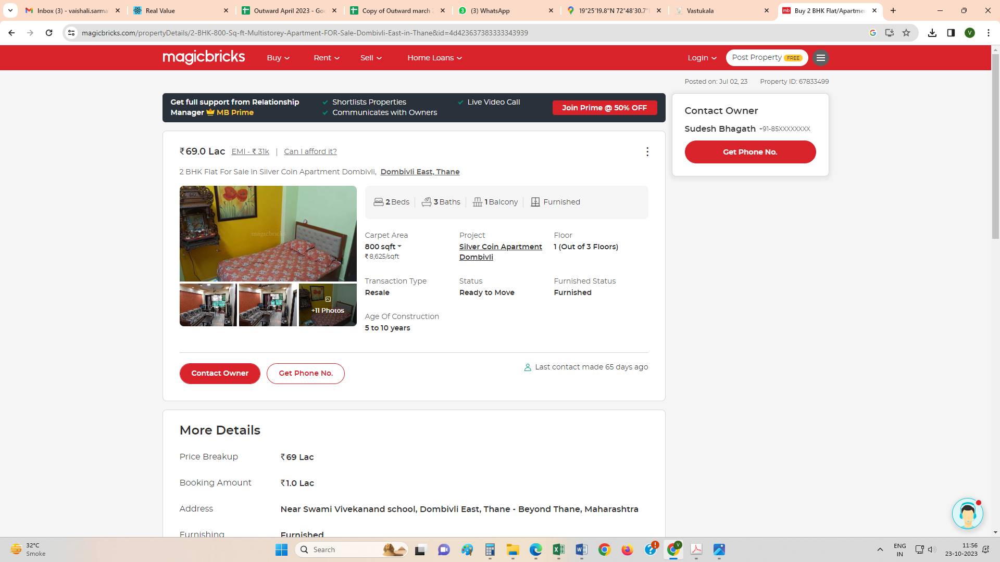 Inbox (3) - vaishali.sarma
Real Value
Outward April 2023 - Goo
Copy of Outward march 2
(3) WhatsApp
19°25'19.8"N 72°48'30.7"
Vastukala
Buy 2 BHK Flat/Apartme
magicbricks.com/propertyDetails/2-BHK-800-Sq-ft-Multistorey-Apartment-FOR-Sale-Dombivli-East-in-Thane&id=4d423637383333343939
V
mb
magicbricks
Buy
Rent
Sell
Home Loans
Login
Post Property FREE
Posted on: Jul 02, 23
Property ID: 67833499
Get full support from Relationship
Manager MB Prime
Shortlists Properties
Communicates with Owners
Live Video Call
Join Prime @ 50% OFF
Contact Owner
Sudesh Bhagath +91-85XXXXXXXX
Get Phone No.
₹69.0 Lac EMI - ₹ 31k | Can I afford it?
2 BHK Flat For Sale in Silver Coin Apartment Dombivli, Dombivli East, Thane
magicbricks
+11 Photos
2 Beds
3 Baths
1 Balcony
Furnished
Carpet Area
800 sqft
₹8,625/sqft
Project
Silver Coin Apartment
Dombivli
Floor
1 (Out of 3 Floors)
Transaction Type
Resale
Status
Ready to Move
Furnished Status
Furnished
Age Of Construction
5 to 10 years
Contact Owner
Get Phone No.
Last contact made 65 days ago
More Details
Price Breakup
₹69 Lac
Booking Amount
₹1.0 Lac
Address
Near Swami Vivekanand school, Dombivli East, Thane - Beyond Thane, Maharashtra
Furnishing
Furnished
32°C
Smoke
Search
ENG
IN
11:56
23-10-2023